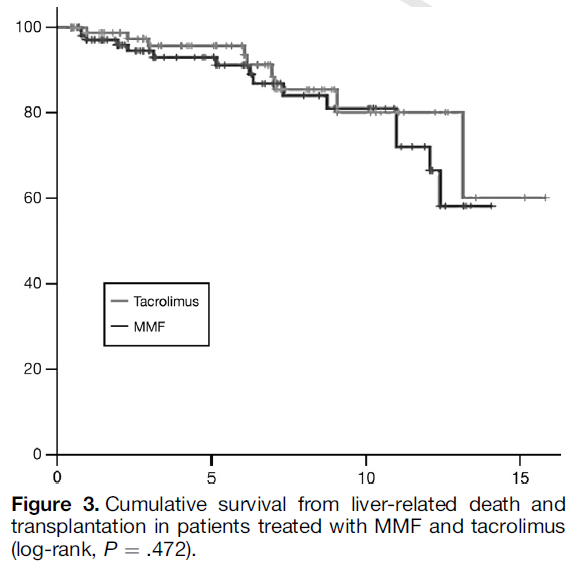 100
80
60
40
20
0
Tacrolimus
MMF
0 5 10 15
Figure 3. Cumulative survival from liver-related death and
transplantation in patients treated with MMF and tacrolimus
(log-rank, P = .472).